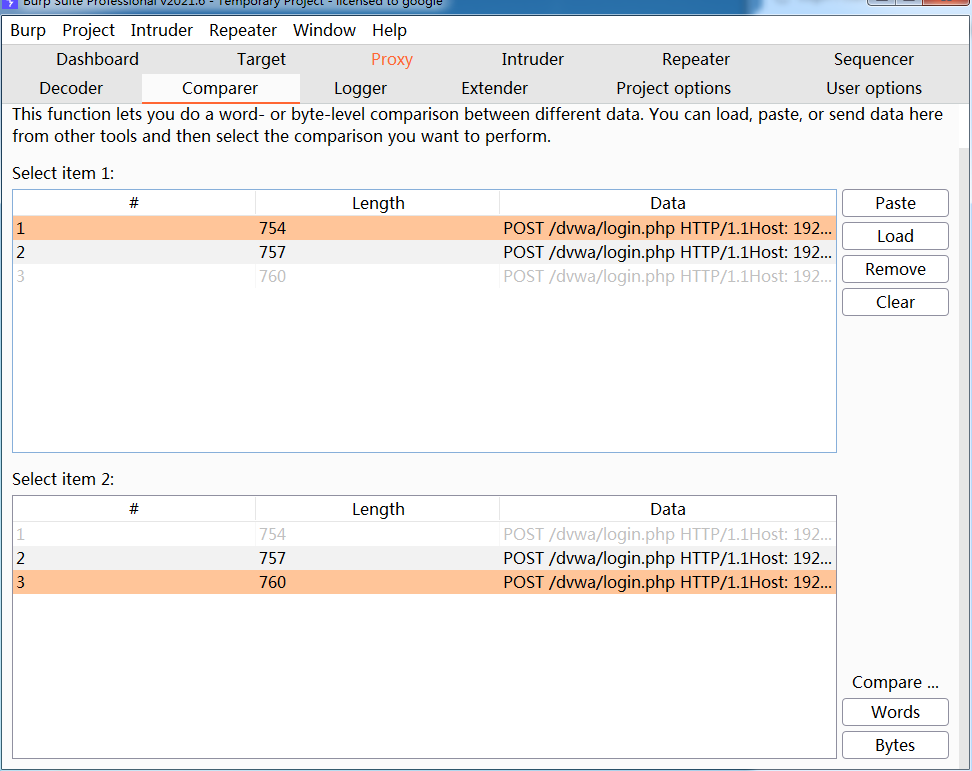 Burp Suite Professional v2021.6 - Temporary Project - licensed to google
Burp Project Intruder Repeater Window Help
Dashboard Target Proxy Intruder Repeater Sequencer
Decoder Comparer Logger Extender Project options User options
This function lets you do a word- or byte-level comparison between different data. You can load, paste, or send data here
from other tools and then select the comparison you want to perform.
Select item 1:
# Length Data
1 754 POST /dvwa/login.php HTTP/1.1Host: 192...
2 757 POST /dvwa/login.php HTTP/1.1Host: 192...
3 760 POST /dvwa/login.php HTTP/1.1Host: 192...
Paste
Load
Remove
Clear
Select item 2:
# Length Data
1 754 POST /dvwa/login.php HTTP/1.1Host: 192...
2 757 POST /dvwa/login.php HTTP/1.1Host: 192...
3 760 POST /dvwa/login.php HTTP/1.1Host: 192...
Compare ...
Words
Bytes